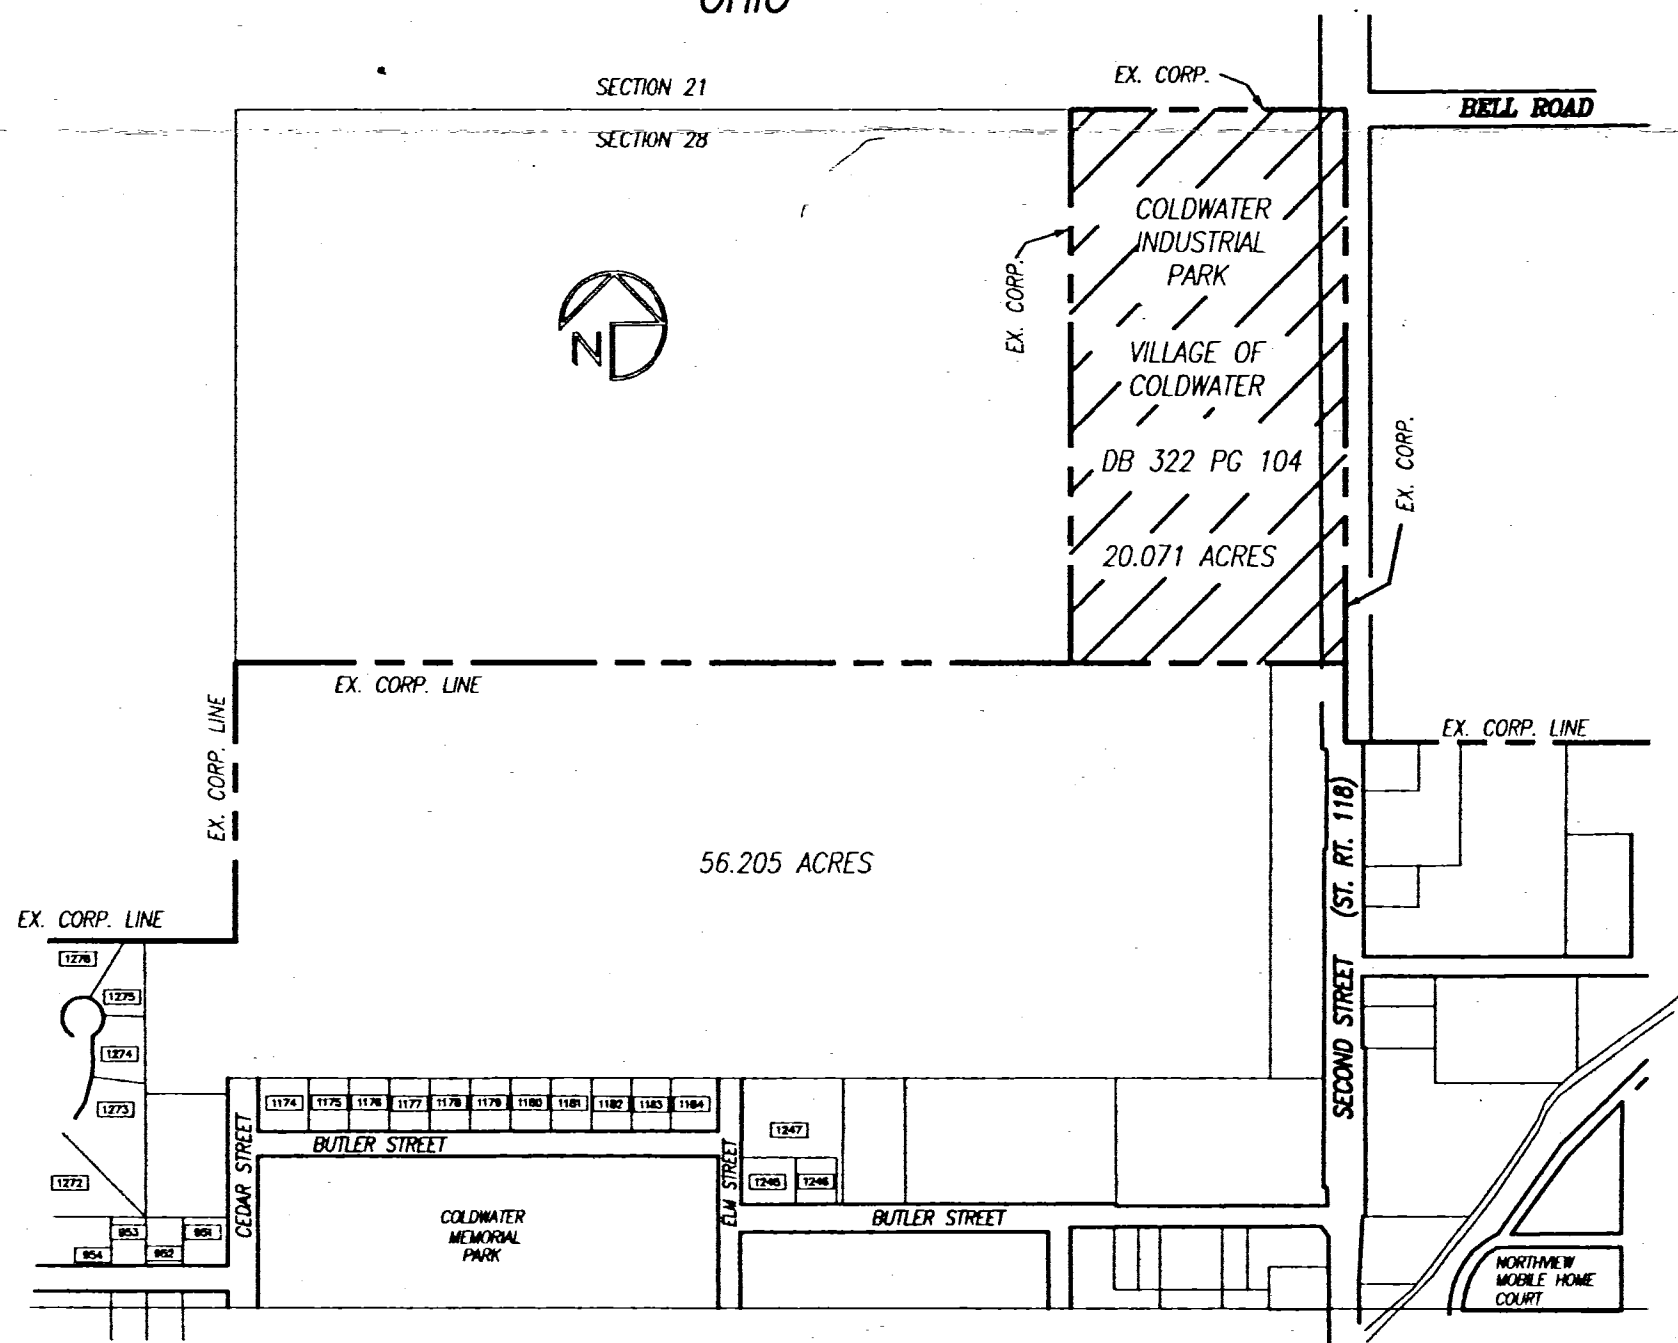 OHIO
SECTION 21
SECTION 28
EX. CORP.
BELL ROAD
COLDWATER
INDUSTRIAL
PARK
EX. CORP.
N
VILLAGE OF
COLDWATER
DB 322 PG 104
EX. CORP.
20.071 ACRES
EX. CORP. LINE
EX. CORP. LINE
EX. CORP. LINE
56.205 ACRES
(ST. RT. 118)
SECOND STREET
EX. CORP. LINE
1276
1275
1274
1273
1272
1174
1175
1176
1177
1178
1179
1180
1181
1182
1183
1184
BUTLER STREET
CEDAR STREET
ELM STREET
1247
1245
1246
BUTLER STREET
COLDWATER
MEMORIAL
PARK
954
953
952
951
NORTHVIEW
MOBILE HOME
COURT